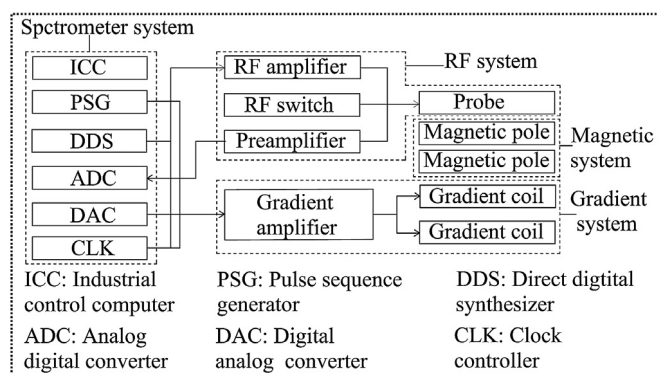 Spctrometer system
ICC
PSG
DDS
ADC
DAC
CLK
RF amplifier
RF switch
Preamplifier
RF system
Probe
Magnetic pole
Magnetic pole
Magnetic
system
Gradient
amplifier
Gradient coil
Gradient coil
Gradient
system
ICC: Industrial
control computer
PSG: Pulse sequence
generator
DDS: Direct digtital
synthesizer
ADC: Analog
digital converter
DAC: Digital
analog converter
CLK: Clock
controller